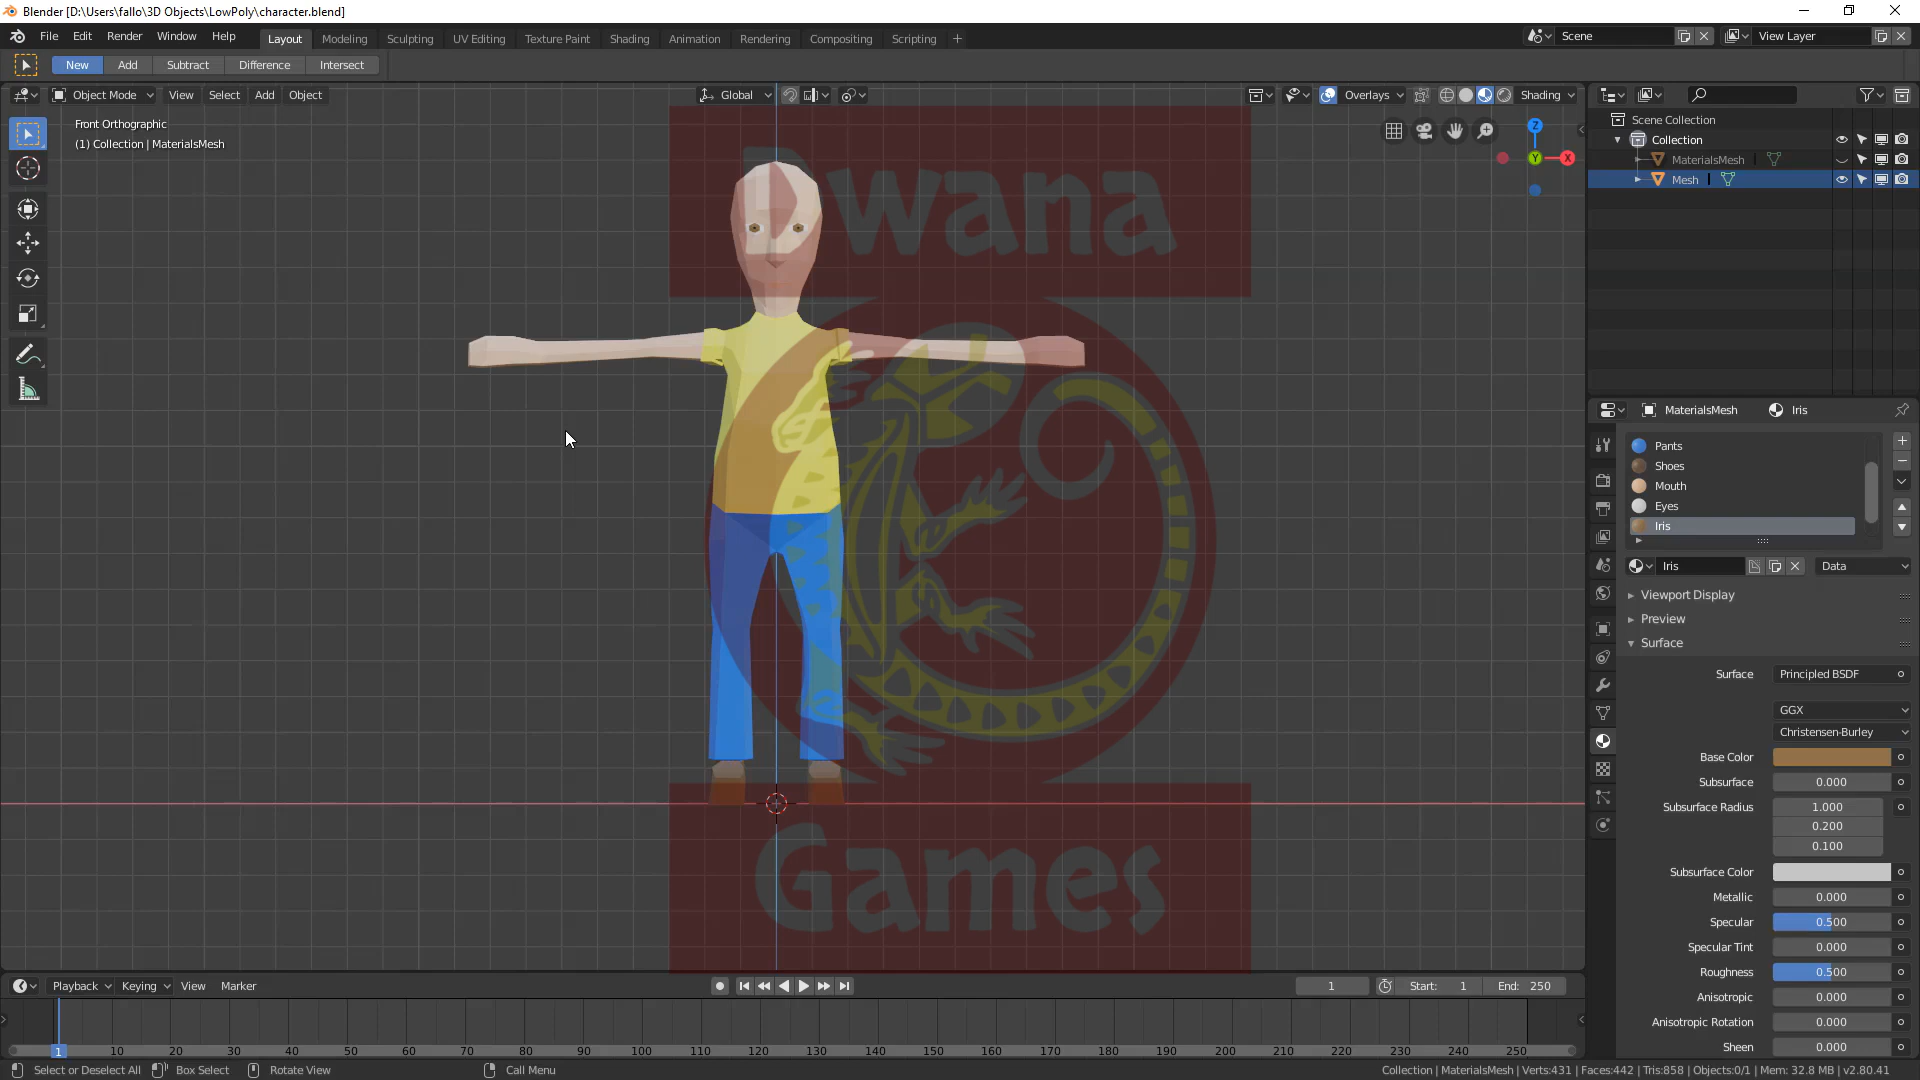 Blender [D:\Users\fallo\3D Objects\LowPoly\character.blend]
File Edit Render Window Help Layout Modeling Sculpting UV Editing Texture Paint Shading Animation Rendering Compositing Scripting + Scene View Layer
New Add Subtract Difference Intersect
Object Mode View Select Add Object Global Overlays Shading
Front Orthographic
(1) Collection | MaterialsMesh
Z
Y X
Scene Collection
Collection
MaterialsMesh
Mesh
Dwana
Games
MaterialsMesh Iris
Pants
Shoes
Mouth
Eyes
Iris
Iris Data
Viewport Display
Preview
Surface
Surface Principled BSDF
GGX
Christensen-Burley
Base Color
Subsurface 0.000
Subsurface Radius 1.000
0.200
0.100
Subsurface Color
Metallic 0.000
Specular 0.500
Specular Tint 0.000
Roughness 0.500
Anisotropic 0.000
Anisotropic Rotation 0.000
Sheen 0.000
Playback Keying View Marker 1 Start: 1 End: 250
1 10 20 30 40 50 60 70 80 90 100 110 120 130 140 150 160 170 180 190 200 210 220 230 240 250
Select or Deselect All Box Select Rotate View Call Menu Collection | MaterialsMesh | Verts:431 | Faces:442 | Tris:858 | Objects:0/1 | Mem: 32.8 MB | v2.80.41